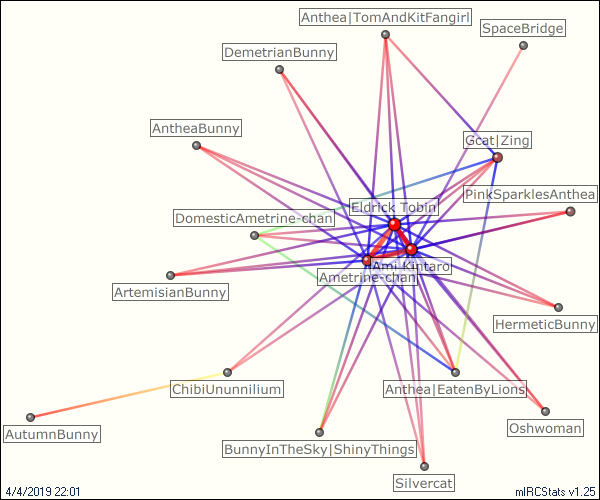 Anthea|TomAndKitFangirl
SpaceBridge
DemetrianBunny
AntheaBunny
Gcat|Zing
PinkSparklesAnthea
Eldrick Tobin
DomesticAmetrine-chan
Ami Kintaro
Ametrine-chan
ArtemisianBunny
HermeticBunny
ChibiUnunnilium
Anthea|EatenByLions
AutumnBunny
Oshwoman
BunnyInTheSky|ShinyThings
Silvercat
4/4/2019 22:01
mIRCStats v1.25